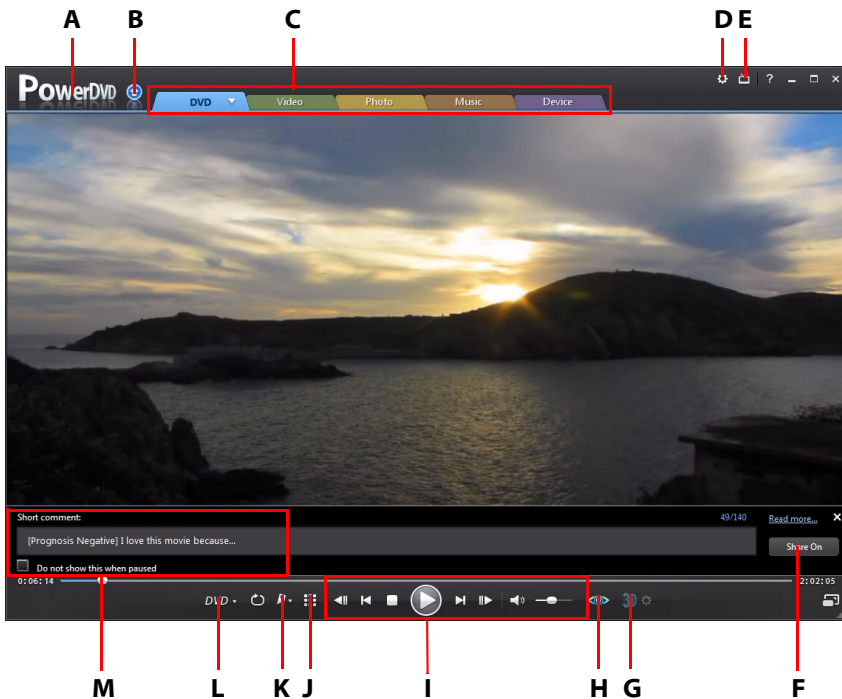 A B C D E
PowerDVD
?
DVD Video Photo Music Device
Short comment:
49/140 Read more...
[Prognosis Negative] I love this movie because...
Share On
Do not show this when paused
0:06:14 2:02:05
DVD 3D
M L K J I H G F